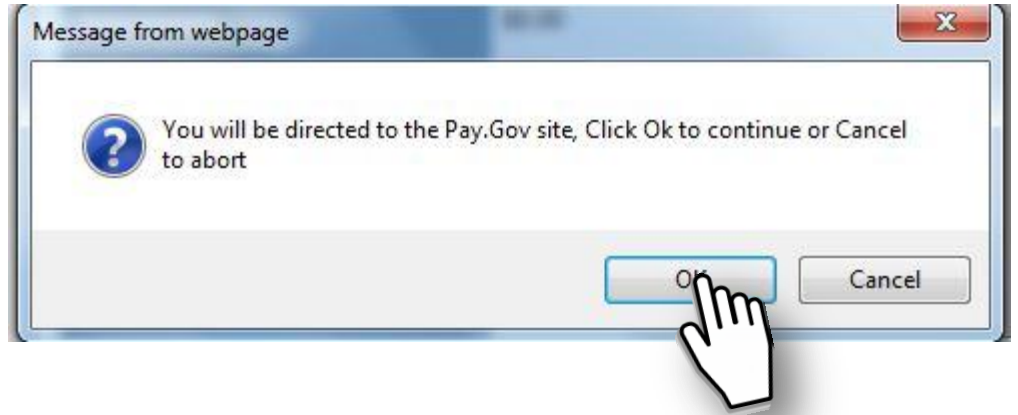 Message from webpage
You will be directed to the Pay.Gov site, Click Ok to continue or Cancel
to abort
OK
Cancel